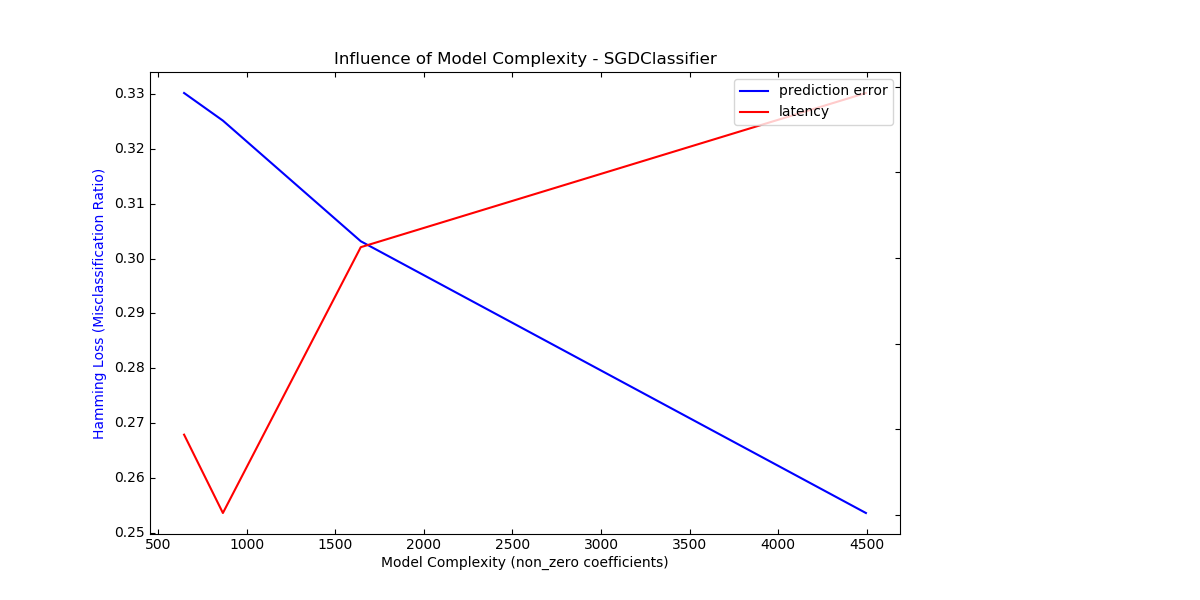 Influence of Model Complexity - SGDClassifier
prediction error
latency
0.33
0.32
0.31
0.30
0.29
0.28
0.27
0.26
0.25
Hamming Loss (Misclassification Ratio)
500 1000 1500 2000 2500 3000 3500 4000 4500
Model Complexity (non_zero coefficients)